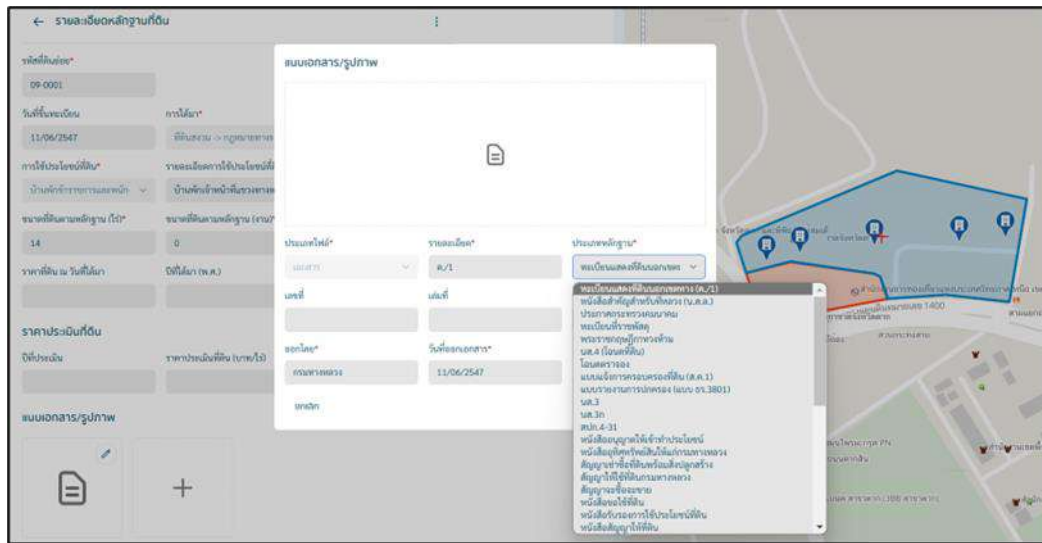 ← รายละเอียดหลักฐานที่ดิน
รหัสที่ดินย่อย*
09-0001
วันที่ขึ้นทะเบียน
การได้มา*
11/06/2547
ที่ดินสงวน -> กฎหมายทาง
การใช้ประโยชน์ที่ดิน*
รายละเอียดการใช้ประโยชน์ที่ดิ
บ้านพักข้าราชการและพนัก
บ้านพักเจ้าหน้าที่แขวงทางห
ขนาดที่ดินตามหลักฐาน (ไร่)*
ขนาดที่ดินตามหลักฐาน (งาน)*
14
0
ราคาที่ดิน ณ วันที่ได้มา
ปีที่ได้มา (พ.ศ.)
ราคาประเมินที่ดิน
ปีที่ประเมิน
ราคาประเมินที่ดิน (บาท/ไร่)
แนบเอกสาร/รูปภาพ
แนบเอกสาร/รูปภาพ
ประเภทไฟล์*
รายละเอียด*
ประเภทหลักฐาน*
เอกสาร
ค./1
ทะเบียนแสดงที่ดินนอกเขตท
เลขที่
เล่มที่
ออกโดย*
วันที่ออกเอกสาร*
กรมทางหลวง
11/06/2547
ยกเลิก
ทะเบียนแสดงที่ดินนอกเขตทาง (ค./1)
หนังสือสำคัญสำหรับที่หลวง (น.ส.ล.)
ประกาศกระทรวงคมนาคม
ทะเบียนที่ราชพัสดุ
พระราชกฤษฎีกาหวงห้าม
นส.4 (โฉนดที่ดิน)
โฉนดตราจอง
แบบแจ้งการครอบครองที่ดิน (ส.ค.1)
แบบรายงานการปกครอง (แบบ ธร.3801)
นส.3
นส.3ก
สปก.4-31
หนังสืออนุญาตให้เข้าทำประโยชน์
หนังสืออุทิศทรัพย์สินให้แก่กรมทางหลวง
สัญญาเช่าซื้อที่ดินพร้อมสิ่งปลูกสร้าง
สัญญาให้ใช้ที่ดินกรมทางหลวง
สัญญาจะซื้อจะขาย
หนังสือขอใช้ที่ดิน
หนังสือรับรองการใช้ประโยชน์ที่ดิน
หนังสือสัญญาให้ที่ดิน